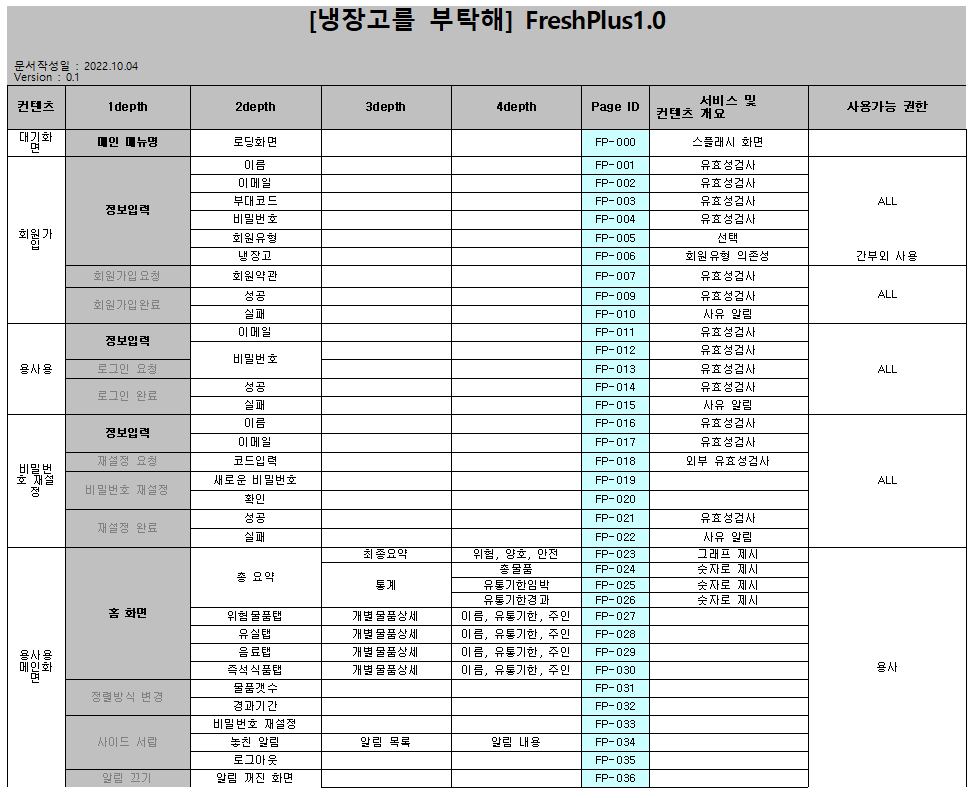 [냉장고를 부탁해] FreshPlus1.0
문서작성일 : 2022.10.04
Version : 0.1
컨텐츠 1depth 2depth 3depth 4depth Page ID 서비스 및 컨텐츠 개요 사용가능 권한
대기화면 메인 메뉴명 로딩화면 FP-000 스플래시 화면
회원가입 정보입력 이름 FP-001 유효성검사 ALL
이메일 FP-002 유효성검사
부대코드 FP-003 유효성검사
비밀번호 FP-004 유효성검사
회원유형 FP-005 선택
냉장고 FP-006 회원유형 의존성 간부외 사용
회원가입요청 회원약관 FP-007 유효성검사 ALL
회원가입완료 성공 FP-009 유효성검사
실패 FP-010 사유 알림
용사용 정보입력 이메일 FP-011 유효성검사 ALL
비밀번호 FP-012 유효성검사
로그인 요청 FP-013 유효성검사
로그인 완료 성공 FP-014 유효성검사
실패 FP-015 사유 알림
비밀번호 재설정 정보입력 이름 FP-016 유효성검사 ALL
이메일 FP-017 유효성검사
재설정 요청 코드입력 FP-018 외부 유효성검사
비밀번호 재설정 새로운 비밀번호 FP-019
확인 FP-020
재설정 완료 성공 FP-021 유효성검사
실패 FP-022 사유 알림
용사용 메인화면 홈 화면 총 요약 최종요약 위험, 양호, 안전 FP-023 그래프 제시 용사
통계 총물품 FP-024 숫자로 제시
유통기한임박 FP-025 숫자로 제시
유통기한경과 FP-026 숫자로 제시
위험물품탭 개별물품상세 이름, 유통기한, 주인 FP-027
유실탭 개별물품상세 이름, 유통기한, 주인 FP-028
음료탭 개별물품상세 이름, 유통기한, 주인 FP-029
즉석식품탭 개별물품상세 이름, 유통기한, 주인 FP-030
정렬방식 변경 물품갯수 FP-031
경과기간 FP-032
사이드 서랍 비밀번호 재설정 FP-033
놓친 알림 알림 목록 알림 내용 FP-034
로그아웃 FP-035
알림 끄기 알림 꺼진 화면 FP-036